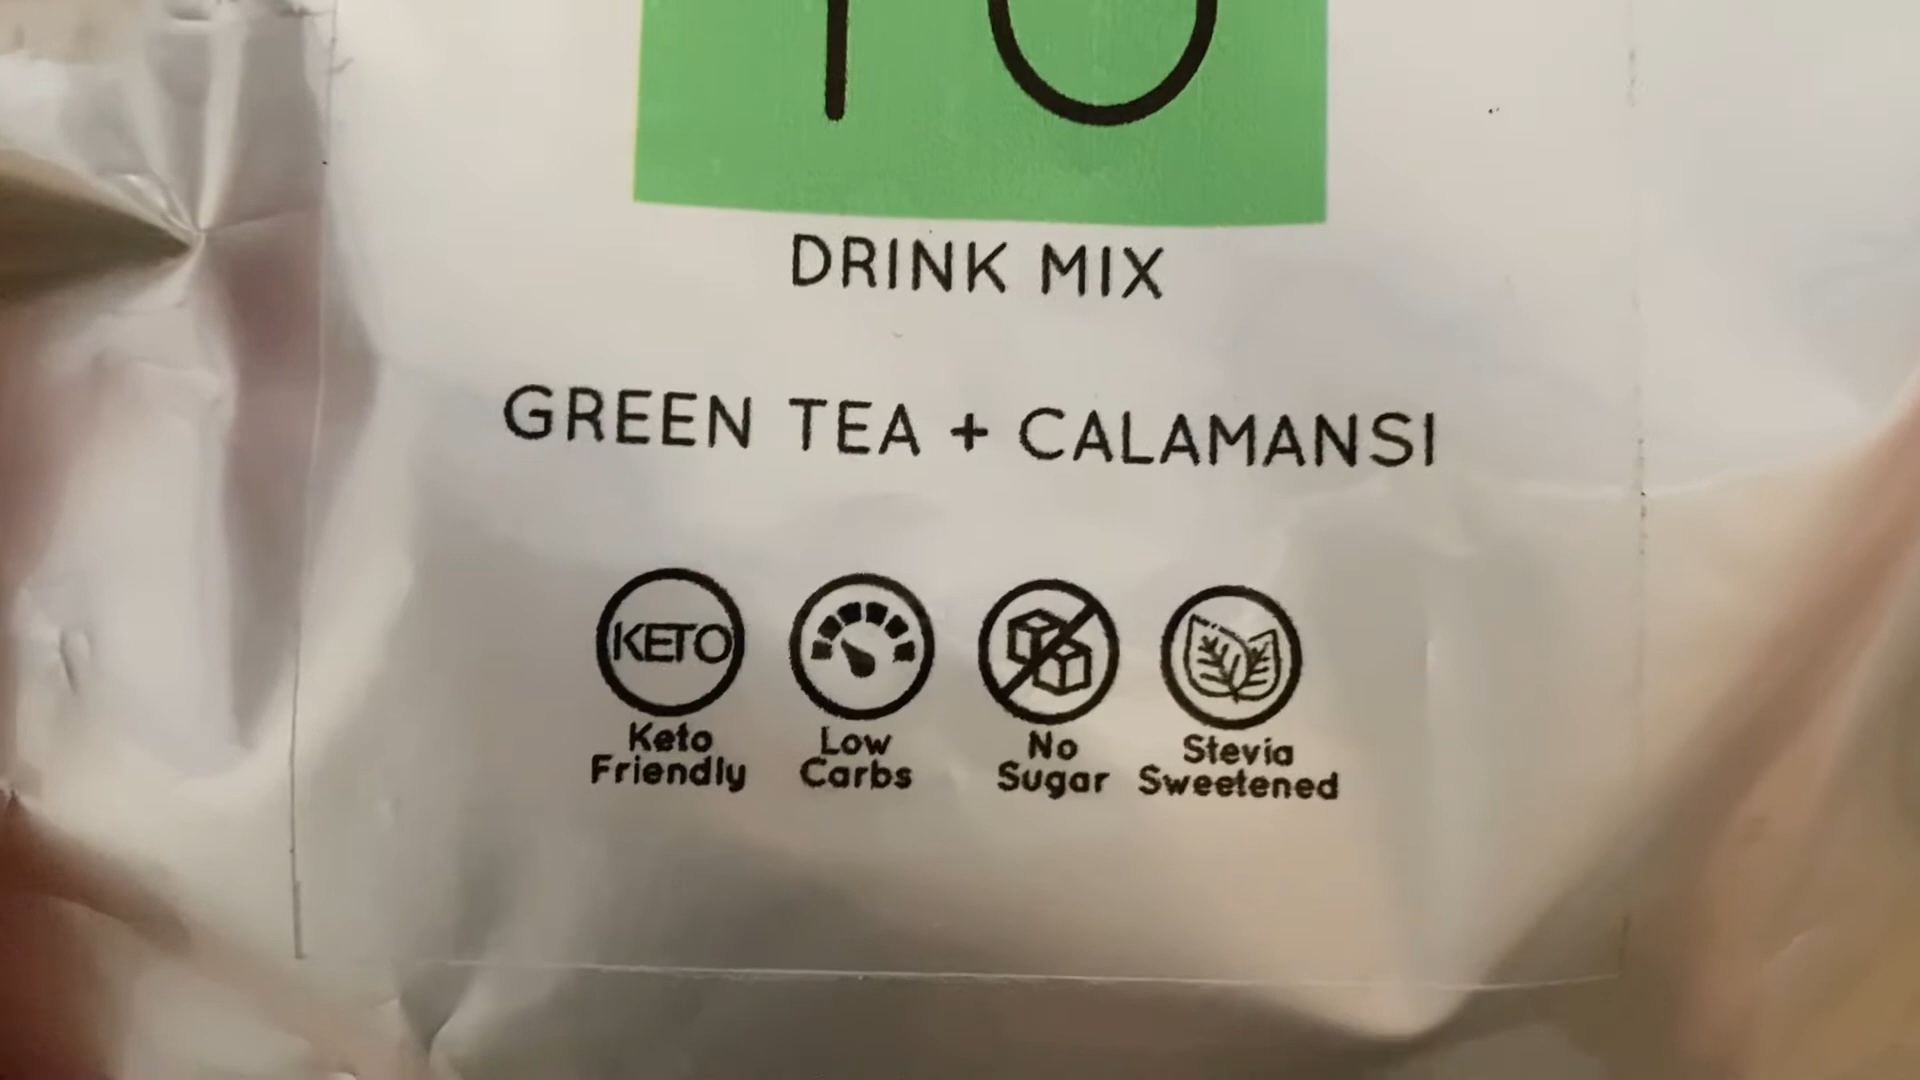 DRINK MIX
GREEN TEA + CALAMANSI
KETO
Keto Friendly
Low Carbs
No Sugar
Stevia Sweetened